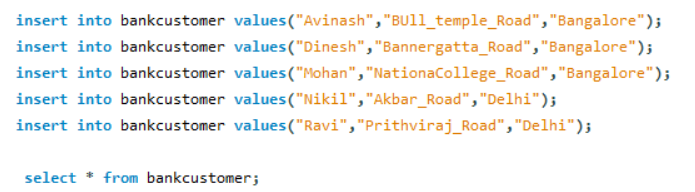 insert into bankcustomer values("Avinash","BUll_temple_Road","Bangalore");
insert into bankcustomer values("Dinesh","Bannergatta_Road","Bangalore");
insert into bankcustomer values("Mohan","NationaCollege_Road","Bangalore");
insert into bankcustomer values("Nikil","Akbar_Road","Delhi");
insert into bankcustomer values("Ravi","Prithviraj_Road","Delhi");
select * from bankcustomer;